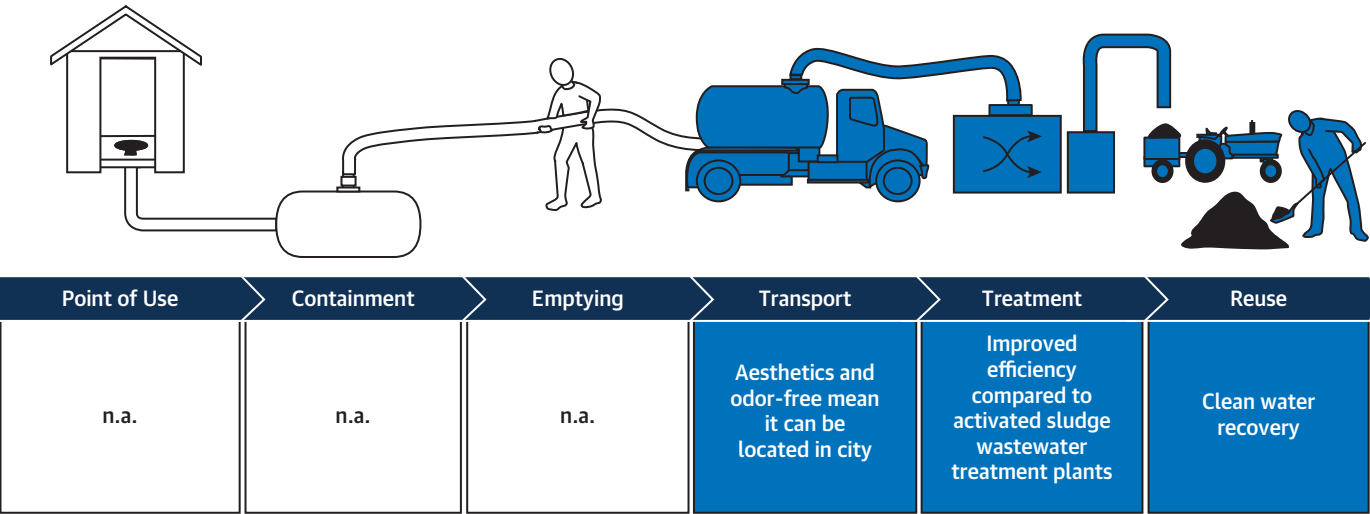 Point of Use
Containment
Emptying
Transport
Treatment
Reuse
n.a.
n.a.
n.a.
Aesthetics and
odor-free mean
it can be
located in city
Improved
efficiency
compared to
activated sludge
wastewater
treatment plants
Clean water
recovery